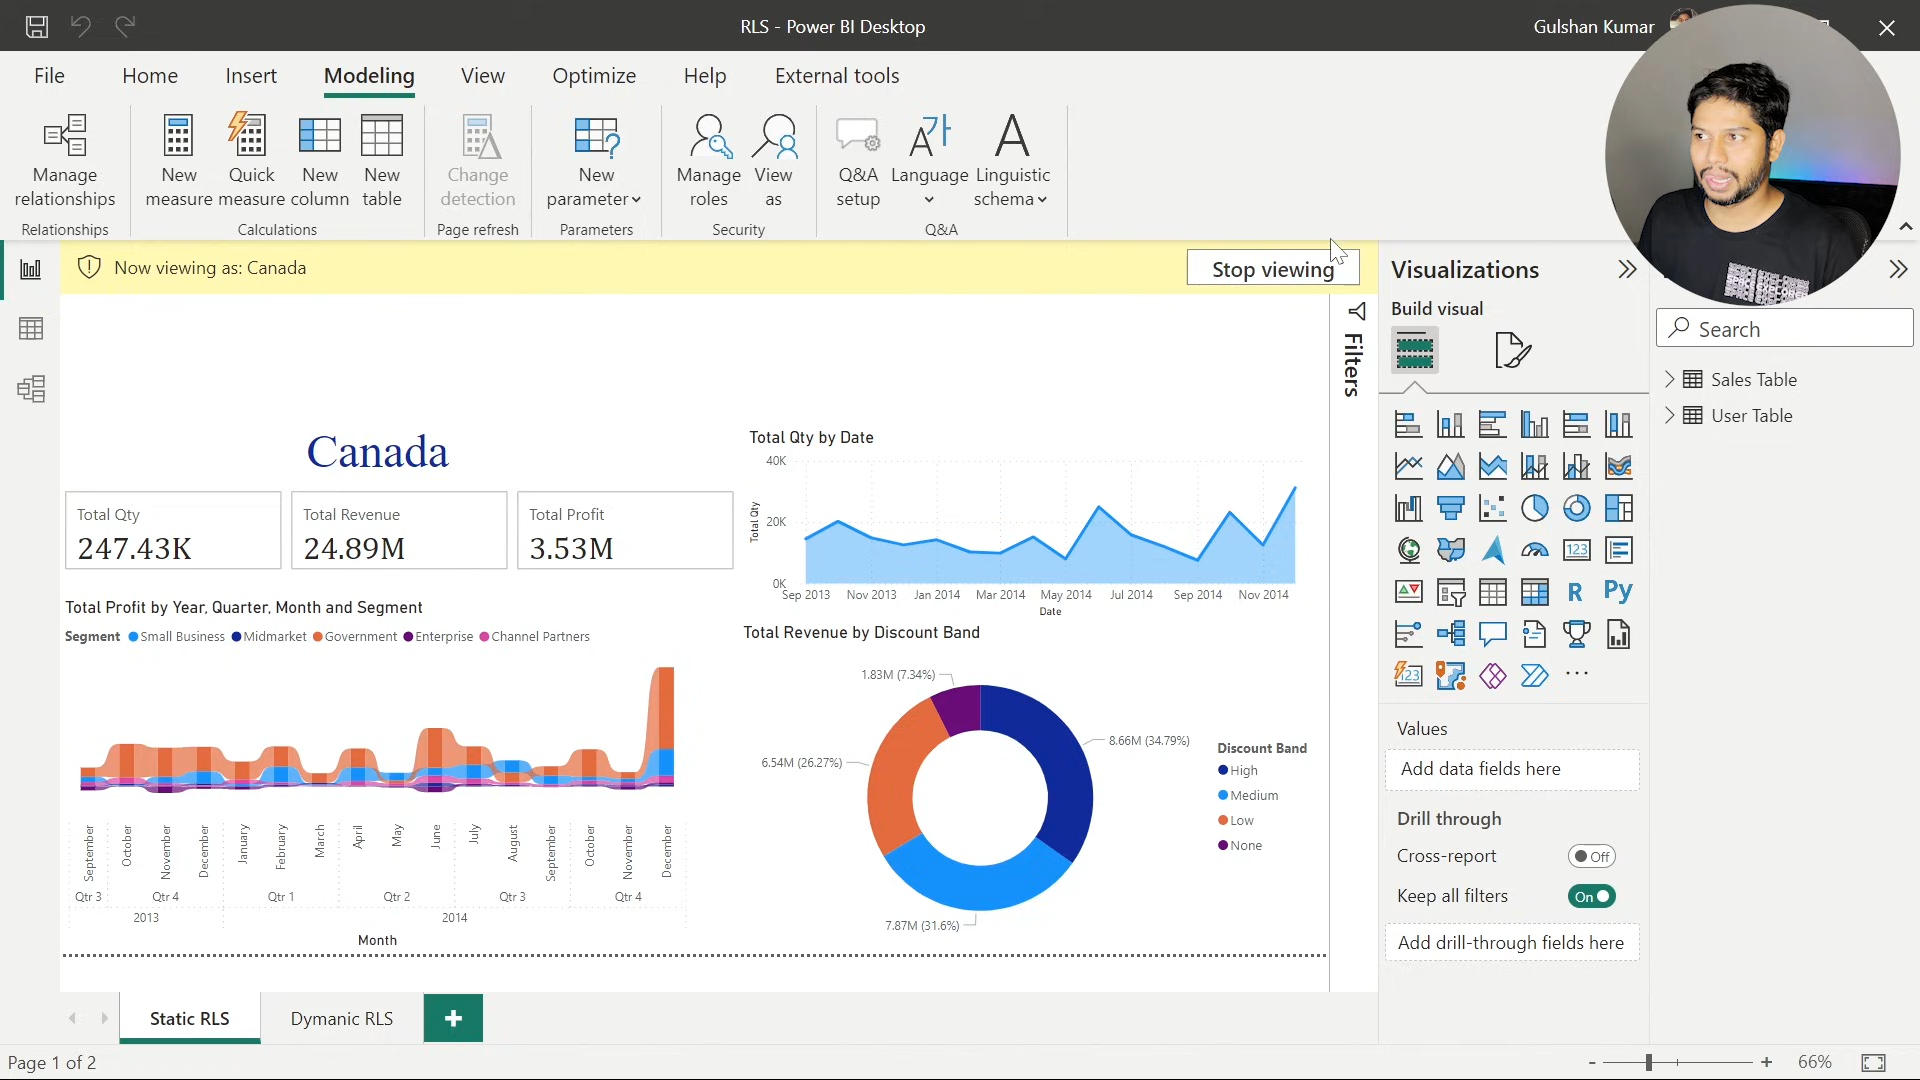 RLS - Power BI Desktop
Gulshan Kumar
File Home Insert Modeling View Optimize Help External tools
Manage relationships
New measure
Quick measure
New column
New table
Change detection
New parameter
Manage roles
View as
Q&A setup
Language
Linguistic schema
Relationships
Calculations
Page refresh
Parameters
Security
Q&A
Now viewing as: Canada
Stop viewing
Canada
Total Qty
247.43K
Total Revenue
24.89M
Total Profit
3.53M
Total Qty by Date
Total Qty
40K
20K
0K
Sep 2013 Nov 2013 Jan 2014 Mar 2014 May 2014 Jul 2014 Sep 2014 Nov 2014
Date
Total Profit by Year, Quarter, Month and Segment
Segment Small Business Midmarket Government Enterprise Channel Partners
September October November December January February March April May June July August September October November December
Qtr 3 Qtr 4 Qtr 1 Qtr 2 Qtr 3 Qtr 4
2013 2014
Month
Total Revenue by Discount Band
1.83M (7.34%)
8.66M (34.79%)
6.54M (26.27%)
7.87M (31.6%)
Discount Band
High
Medium
Low
None
Filters
Visualizations
Build visual
123
R
Py
123
Values
Add data fields here
Drill through
Cross-report
Off
Keep all filters
On
Add drill-through fields here
Search
Sales Table
User Table
Static RLS
Dymanic RLS
Page 1 of 2
66%